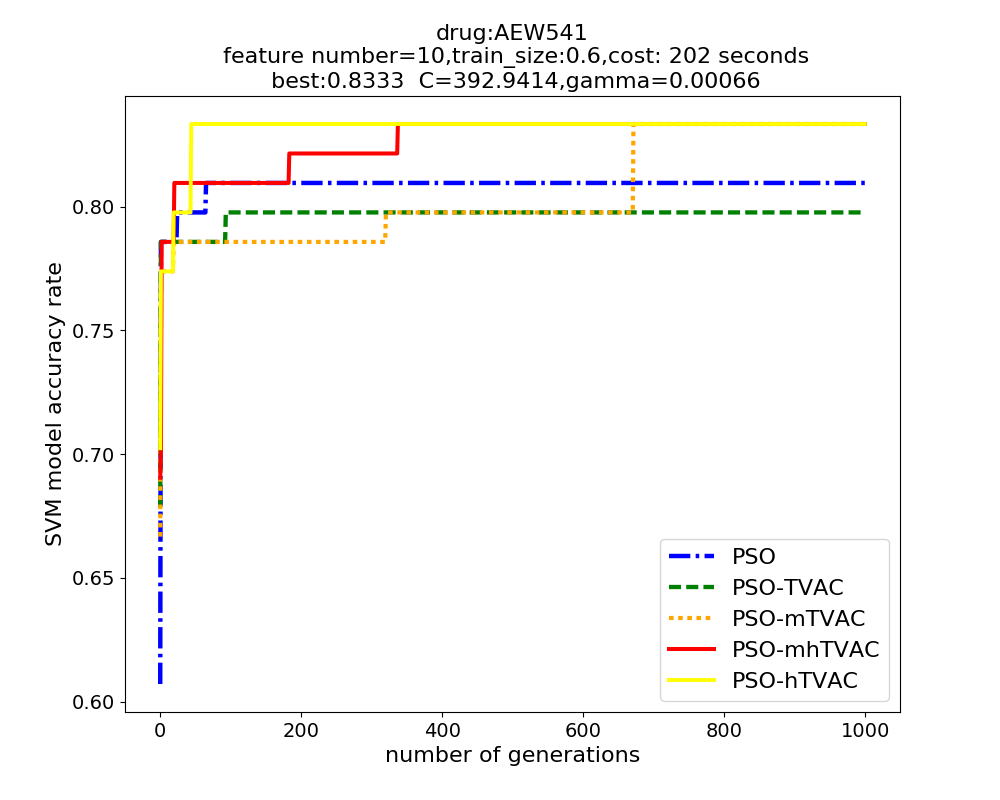 drug:AEW541
feature number=10,train_size:0.6,cost: 202 seconds
best:0.8333  C=392.9414,gamma=0.00066
SVM model accuracy rate
0.80
0.75
0.70
0.65
0.60
PSO
PSO-TVAC
PSO-mTVAC
PSO-mhTVAC
PSO-hTVAC
0 200 400 600 800 1000
number of generations